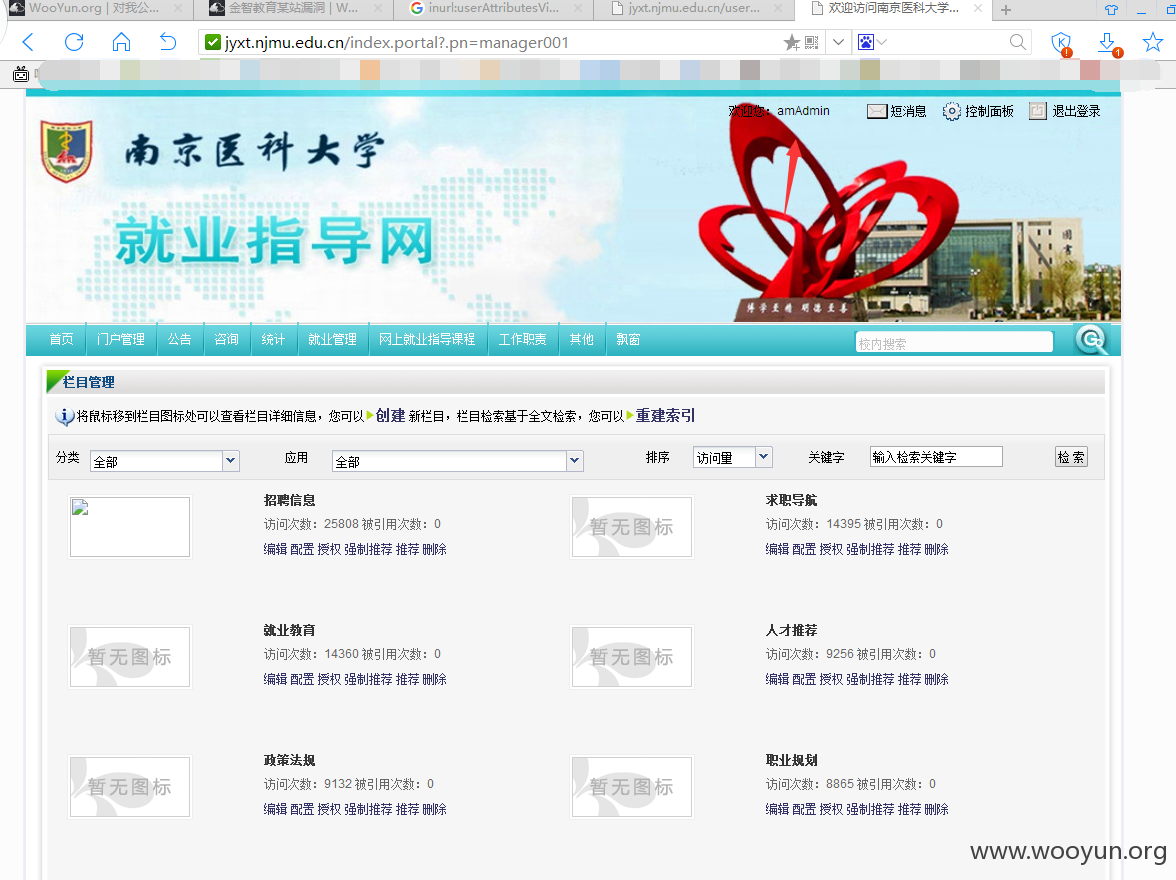 WooYun.org | 对我公...
金智教育某站漏洞 | W...
inurl:userAttributesVi...
jyxt.njmu.edu.cn/user...
欢迎访问南京医科大学...
jyxt.njmu.edu.cn/index.portal?.pn=manager001
欢迎您：amAdmin 短消息 控制面板 退出登录
南京医科大学
就业指导网
图书
博学至精 明德至善
首页 门户管理 公告 咨询 统计 就业管理 网上就业指导课程 工作职责 其他 飘窗 校内搜索
栏目管理
将鼠标移到栏目图标处可以查看栏目详细信息，您可以 创建 新栏目，栏目检索基于全文检索，您可以 重建索引
分类 全部 应用 全部 排序 访问量 关键字 输入检索关键字 检 索
招聘信息
访问次数：25808 被引用次数：0
编辑 配置 授权 强制推荐 推荐 删除
暂无图标
求职导航
访问次数：14395 被引用次数：0
编辑 配置 授权 强制推荐 推荐 删除
暂无图标
就业教育
访问次数：14360 被引用次数：0
编辑 配置 授权 强制推荐 推荐 删除
暂无图标
人才推荐
访问次数：9256 被引用次数：0
编辑 配置 授权 强制推荐 推荐 删除
暂无图标
政策法规
访问次数：9132 被引用次数：0
编辑 配置 授权 强制推荐 推荐 删除
暂无图标
职业规划
访问次数：8865 被引用次数：0
编辑 配置 授权 强制推荐 推荐 删除
www.wooyun.org